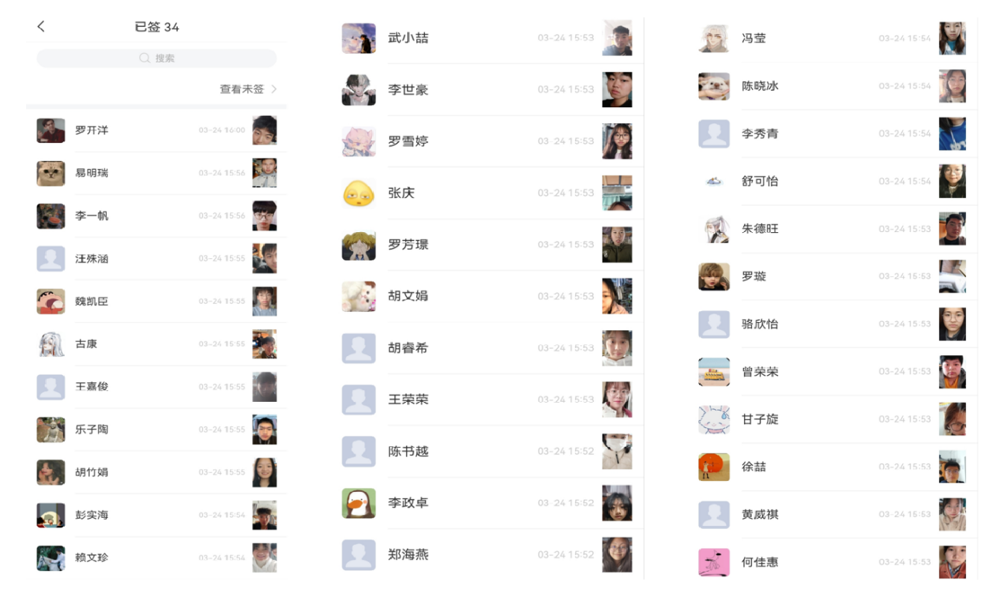 已签 34
搜索
查看未签
罗开洋 03-24 16:00
易明瑞 03-24 15:56
李一帆 03-24 15:56
汪殊涵 03-24 15:55
魏凯臣 03-24 15:55
古康 03-24 15:55
王嘉俊 03-24 15:55
乐子陶 03-24 15:55
胡竹娟 03-24 15:55
彭实海 03-24 15:54
赖文珍 03-24 15:54
武小喆 03-24 15:53
李世豪 03-24 15:53
罗雪婷 03-24 15:53
张庆 03-24 15:53
罗芳璟 03-24 15:53
胡文娟 03-24 15:53
胡睿希 03-24 15:53
王荣荣 03-24 15:53
陈书越 03-24 15:52
李政卓 03-24 15:52
郑海燕 03-24 15:52
冯莹 03-24 15:54
陈晓冰 03-24 15:54
李秀青 03-24 15:54
舒可怡 03-24 15:54
朱德旺 03-24 15:53
罗璇 03-24 15:53
骆欣怡 03-24 15:53
曾荣荣 03-24 15:53
甘子旋 03-24 15:53
徐喆 03-24 15:53
黄威祺 03-24 15:53
何佳惠 03-24 15:53